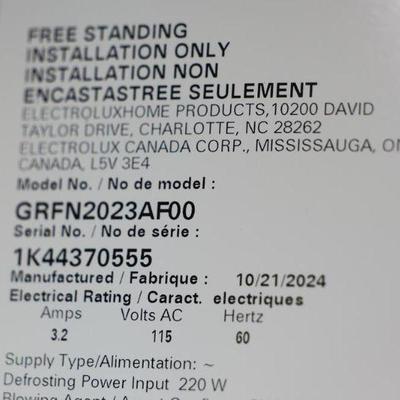 FREE STANDING
INSTALLATION ONLY
INSTALLATION NON
ENCASTASTREE SEULEMENT
ELECTROLUXHOME PRODUCTS,10200 DAVID
TAYLOR DRIVE, CHARLOTTE, NC 28262
ELECTROLUX CANADA CORP., MISSISSAUGA, ON
CANADA, L5V 3E4
Model No. / No de model :
GRFN2023AF00
Serial No. / No de série :
1K44370555
Manufactured / Fabrique : 10/21/2024
Electrical Rating / Caract. electriques
Amps Volts AC Hertz
3.2 115 60
Supply Type/Alimentation: ~
Defrosting Power Input 220 W
Blowing Agent /